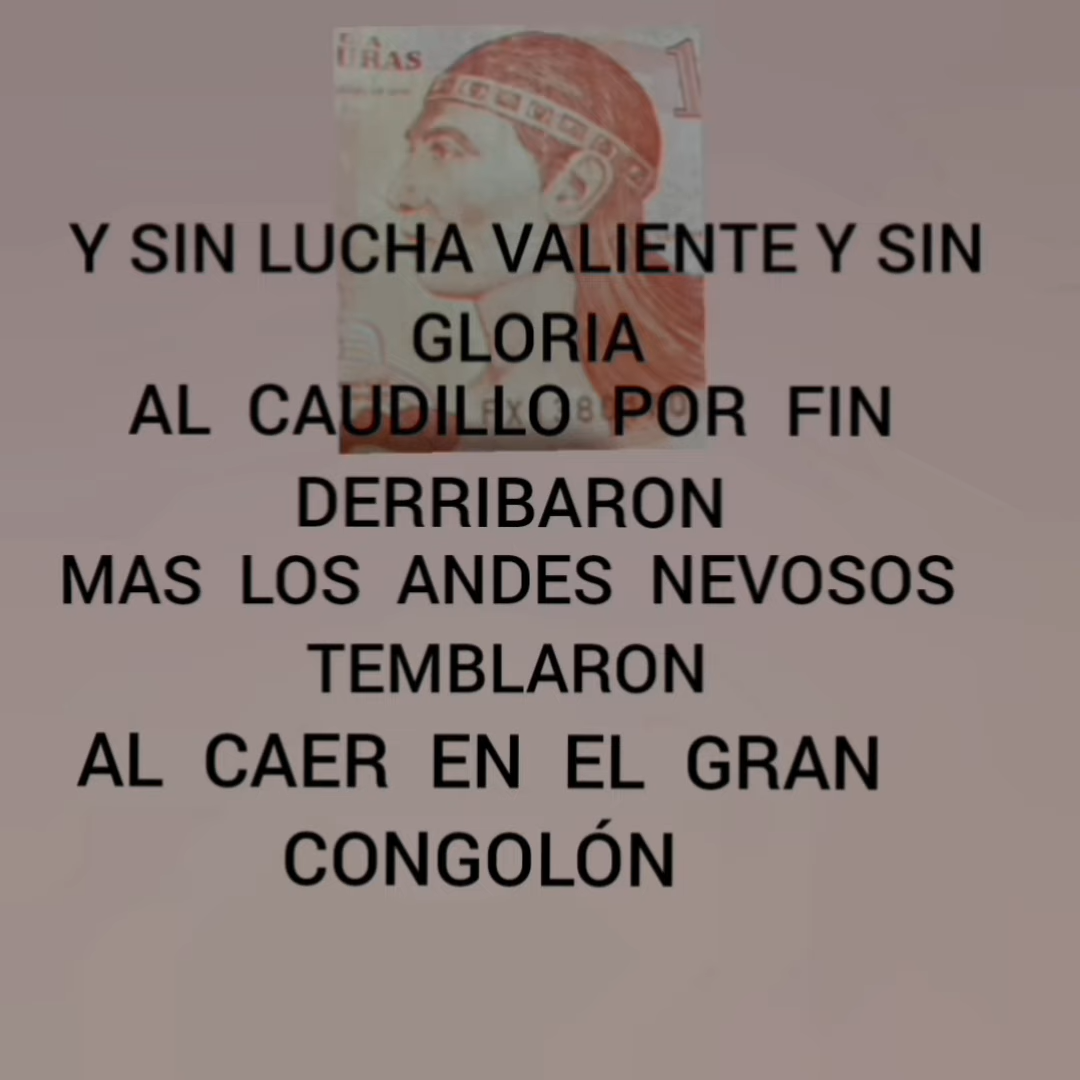 URAS
1
Y SIN LUCHA VALIENTE Y SIN
GLORIA
AL CAUDILLO POR FIN
DERRIBARON
MAS LOS ANDES NEVOSOS
TEMBLARON
AL CAER EN EL GRAN
CONGOLÓN